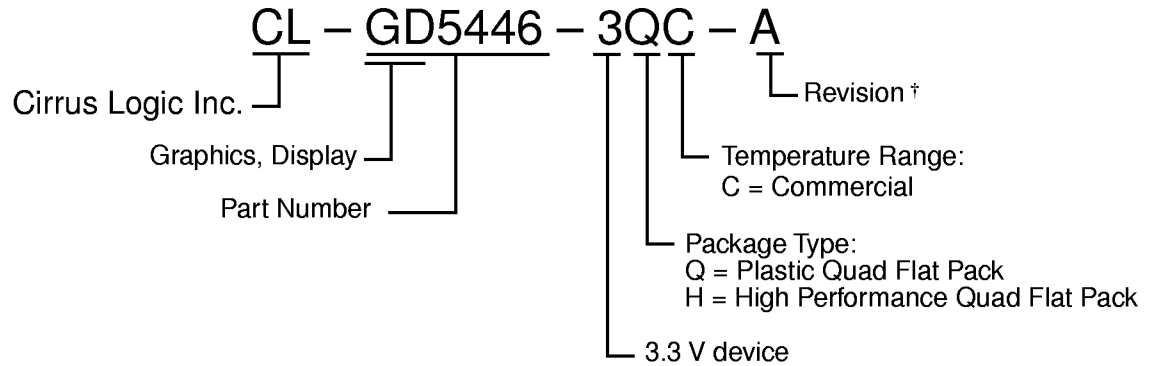 CL – GD5446 – 3QC – A
Cirrus Logic Inc.
Revision †
Graphics, Display
Temperature Range:
C = Commercial
Part Number
Package Type:
Q = Plastic Quad Flat Pack
H = High Performance Quad Flat Pack
3.3 V device